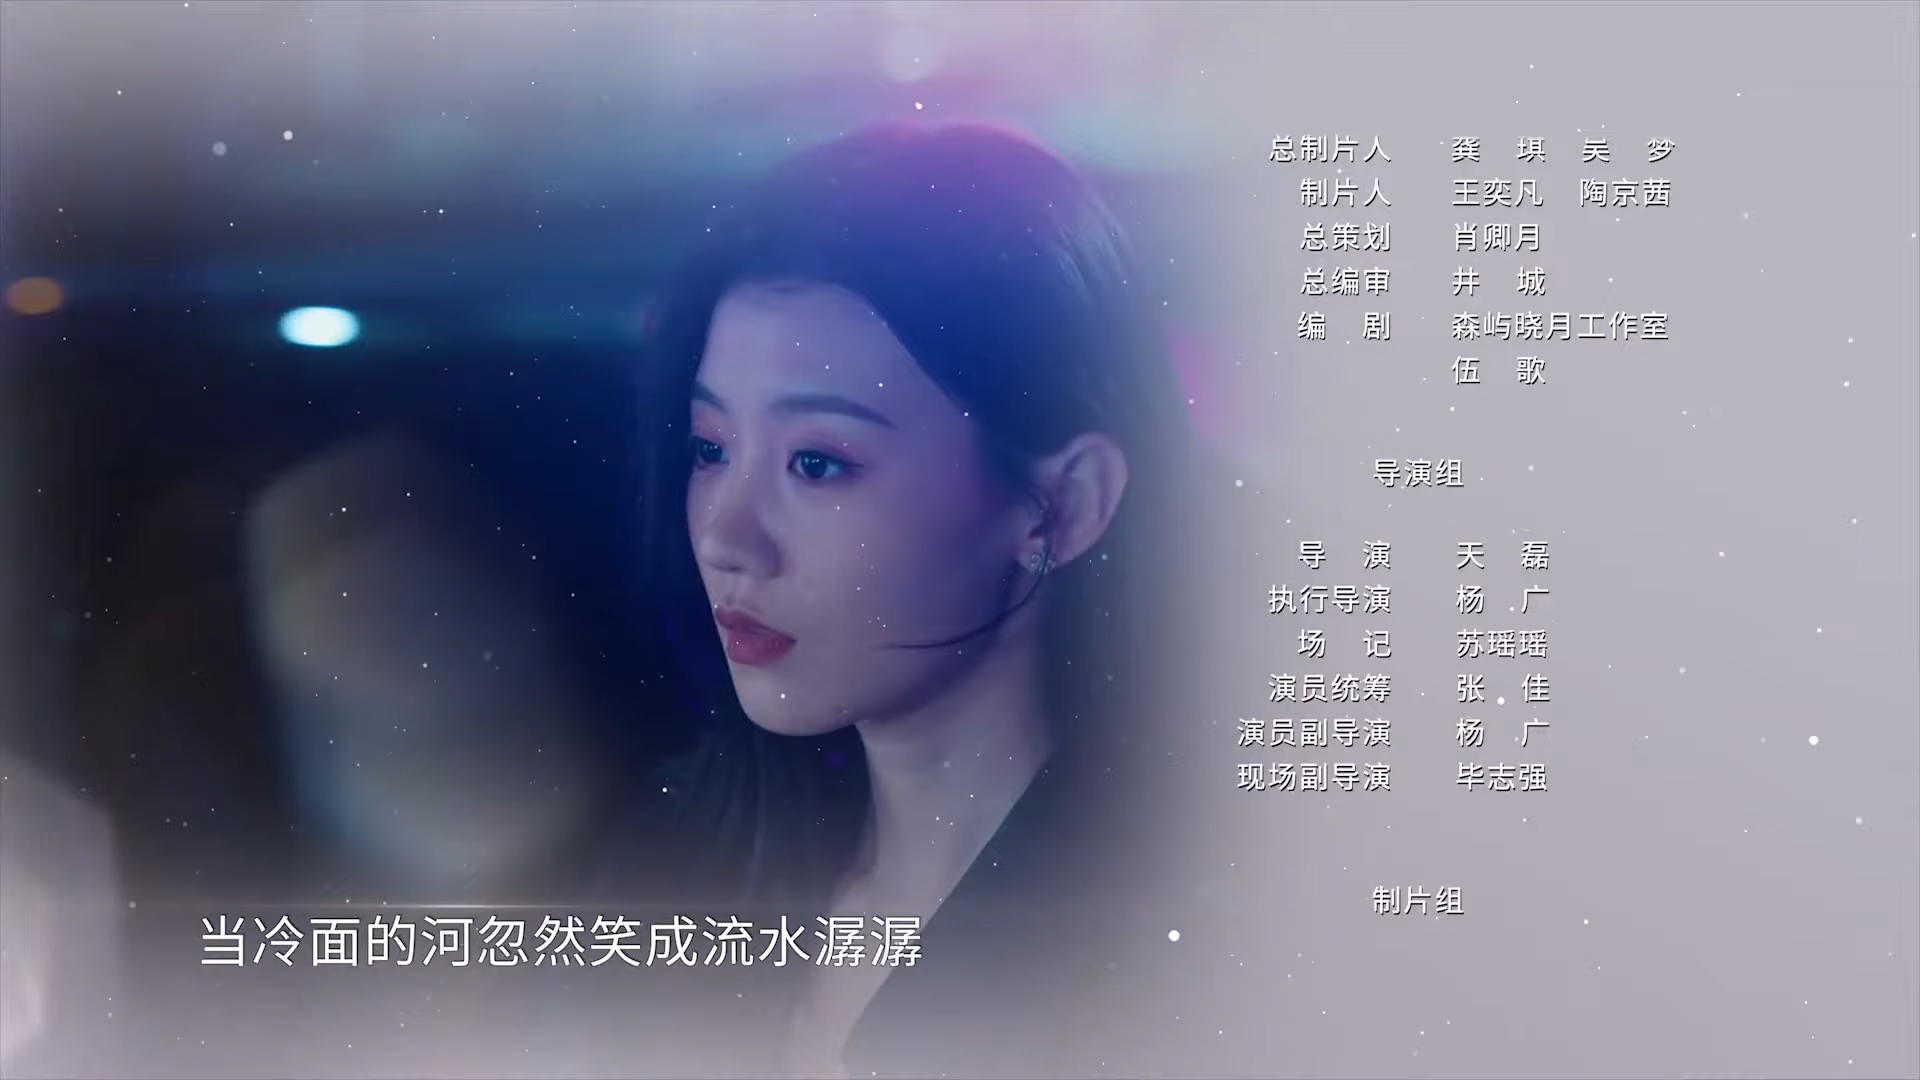 总制片人 龚 琪 吴 梦
制片人 王奕凡 陶京茜
总策划 肖卿月
总编审 井 城
编 剧 森屿晓月工作室
伍 歌
导演组
导 演 天 磊
执行导演 杨 广
场 记 苏瑶瑶
演员统筹 张 佳
演员副导演 杨 广
现场副导演 毕志强
制片组
当冷面的河忽然笑成流水潺潺